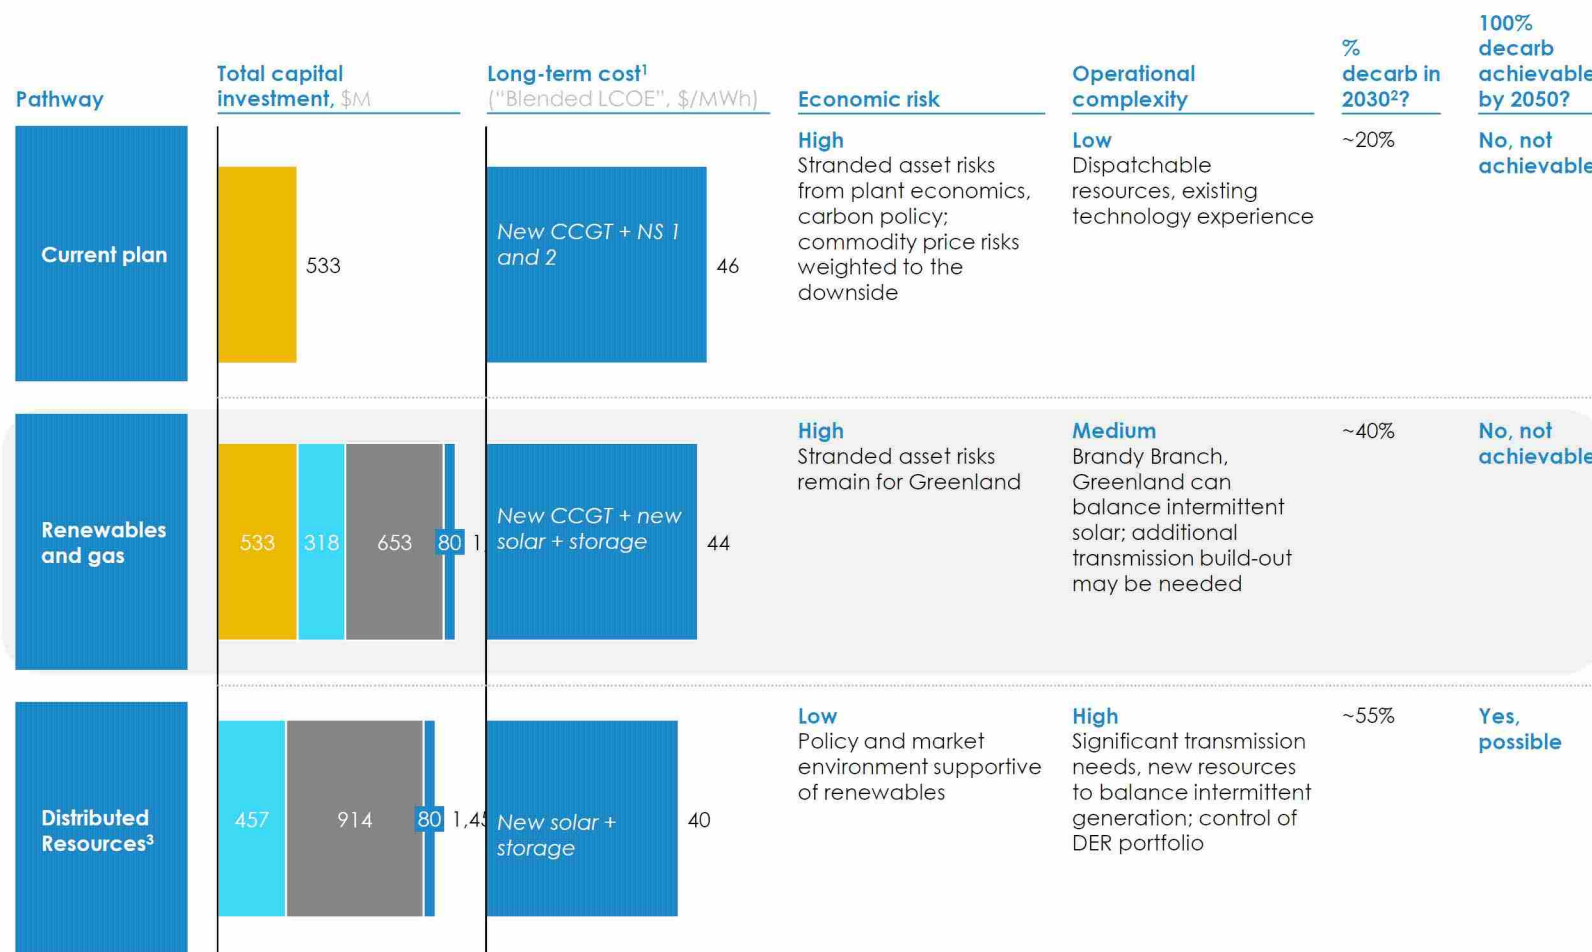 Pathway
Total capital
investment, $M
Long-term cost¹
("Blended LCOE", $/MWh)
Economic risk
Operational
complexity
%
decarb in
2030²?
100%
decarb
achievable
by 2050?
Current plan
533
New CCGT + NS 1
and 2
46
High
Stranded asset risks
from plant economics,
carbon policy;
commodity price risks
weighted to the
downside
Low
Dispatchable
resources, existing
technology experience
~20%
No, not
achievable
Renewables
and gas
533 318 653 80 1,
New CCGT + new
solar + storage
44
High
Stranded asset risks
remain for Greenland
Medium
Brandy Branch,
Greenland can
balance intermittent
solar; additional
transmission build-out
may be needed
~40%
No, not
achievable
Distributed
Resources³
457 914 80 1,45
New solar +
storage
40
Low
Policy and market
environment supportive
of renewables
High
Significant transmission
needs, new resources
to balance intermittent
generation; control of
DER portfolio
~55%
Yes,
possible